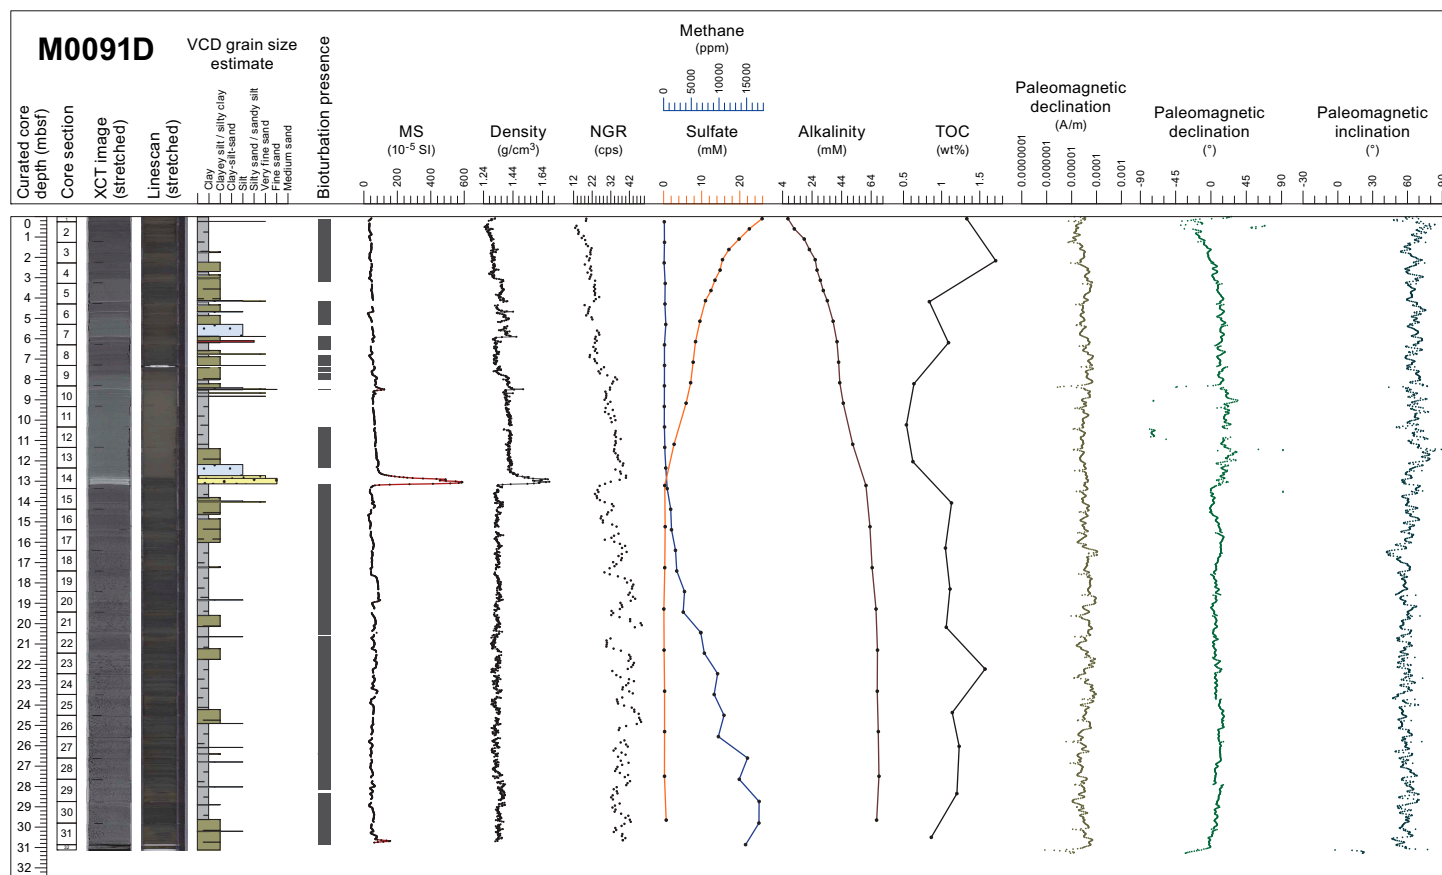 M0091D
Curated core
depth (mbsf)
Core section
XCT image
(stretched)
Linescan
(stretched)
VCD grain size
estimate
Clay
Clayey silt / silty clay
Clay-silt-sand
Silt
Silty sand / sandy silt
Very fine sand
Fine sand
Medium sand
Bioturbation presence
MS
(10-5 SI)
0 200 400 600
Density
(g/cm3)
1.24 1.44 1.64
NGR
(cps)
12 22 32 42
Methane
(ppm)
0 5000 10000 15000
Sulfate
(mM)
0 10 20
Alkalinity
(mM)
4 24 44 64
TOC
(wt%)
0.5 1 1.5
Paleomagnetic
declination
(A/m)
0.0000001 0.000001 0.00001 0.0001 0.001
Paleomagnetic
declination
(°)
-90 -45 0 45 90
Paleomagnetic
inclination
(°)
-30 0 30 60 90
0
1
2
3
4
5
6
7
8
9
10
11
12
13
14
15
16
17
18
19
20
21
22
23
24
25
26
27
28
29
30
31
32
2
3
4
5
6
7
8
9
10
11
12
13
14
15
16
17
18
19
20
21
22
23
24
25
26
27
28
29
30
31